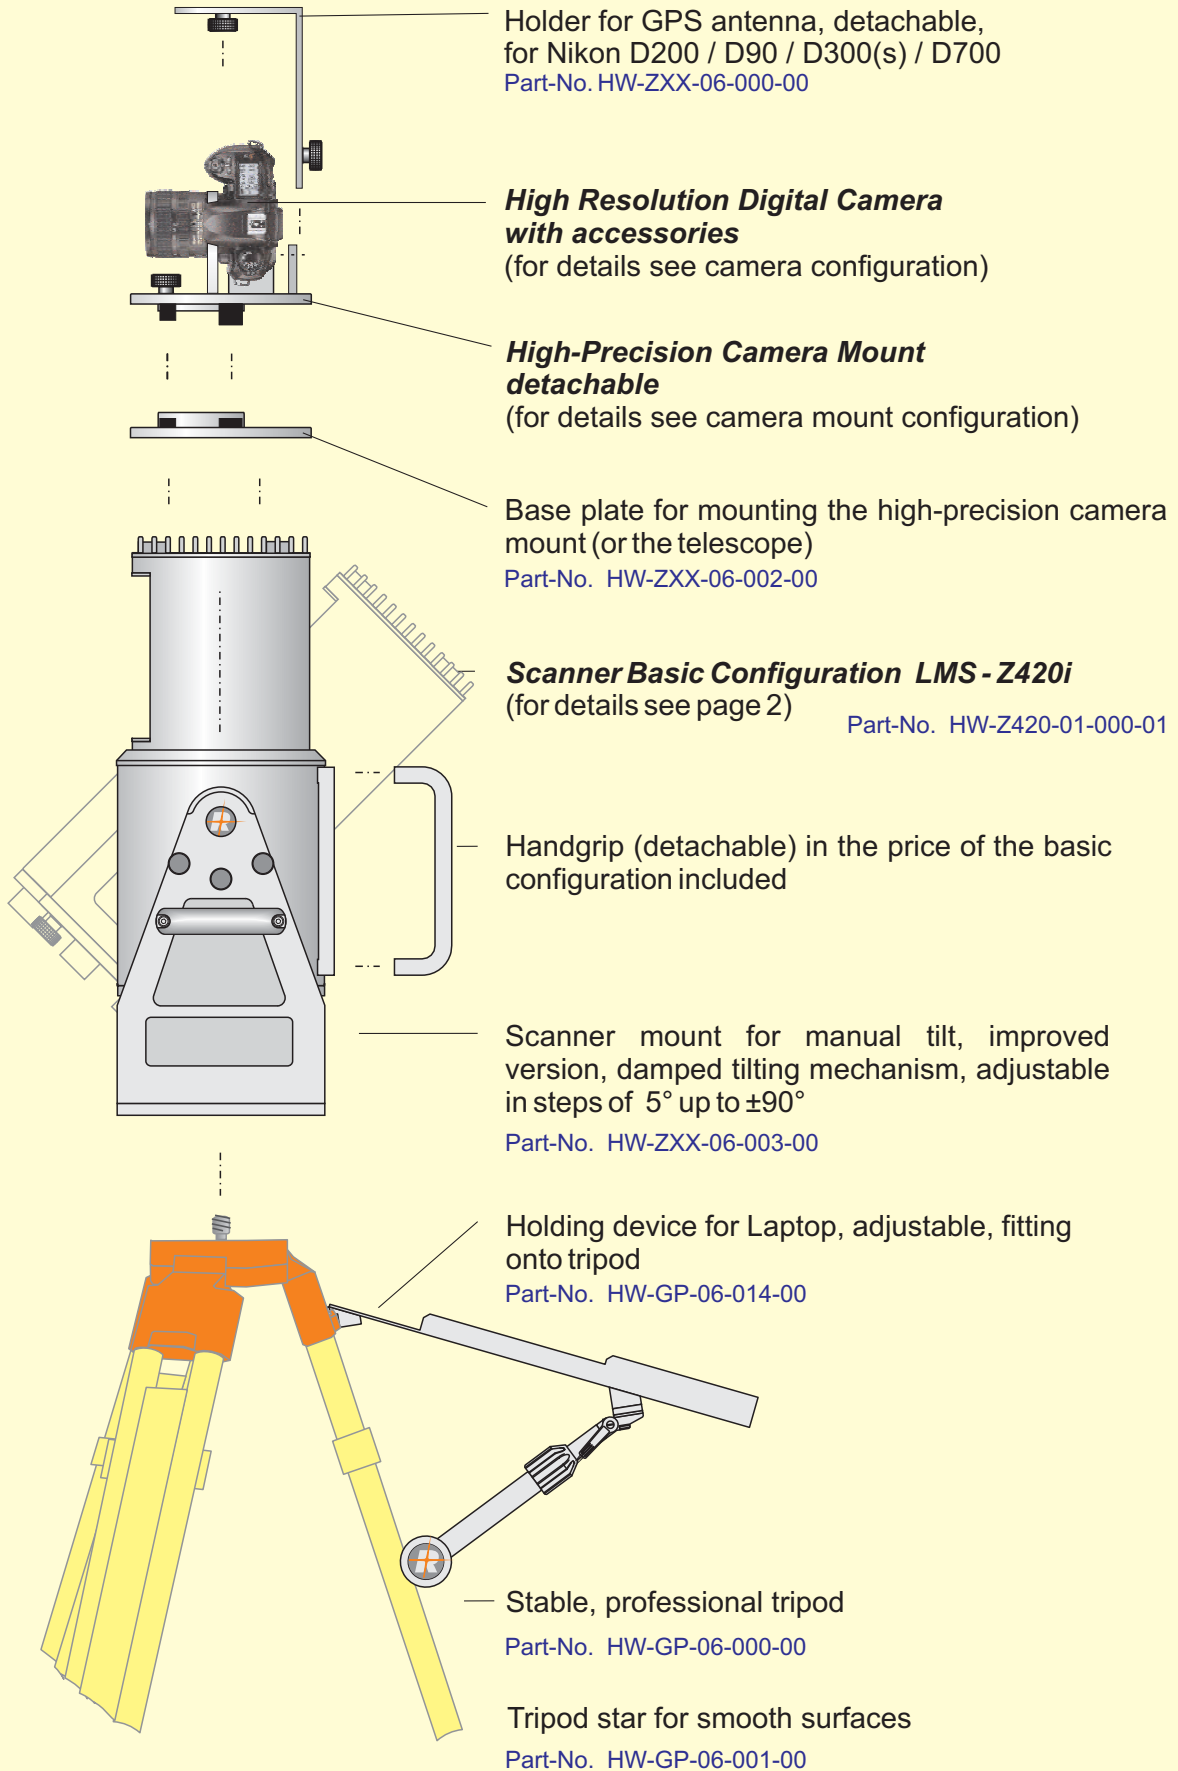 Holder for GPS antenna, detachable,
for Nikon D200 / D90 / D300(s) / D700
Part-No. HW-ZXX-06-000-00
High Resolution Digital Camera
with accessories
(for details see camera configuration)
High-Precision Camera Mount
detachable
(for details see camera mount configuration)
Base plate for mounting the high-precision camera
mount (or the telescope)
Part-No. HW-ZXX-06-002-00
Scanner Basic Configuration LMS - Z420i
(for details see page 2)
Part-No. HW-Z420-01-000-01
Handgrip (detachable) in the price of the basic
configuration included
Scanner mount for manual tilt, improved
version, damped tilting mechanism, adjustable
in steps of 5° up to ±90°
Part-No. HW-ZXX-06-003-00
Holding device for Laptop, adjustable, fitting
onto tripod
Part-No. HW-GP-06-014-00
Stable, professional tripod
Part-No. HW-GP-06-000-00
Tripod star for smooth surfaces
Part-No. HW-GP-06-001-00